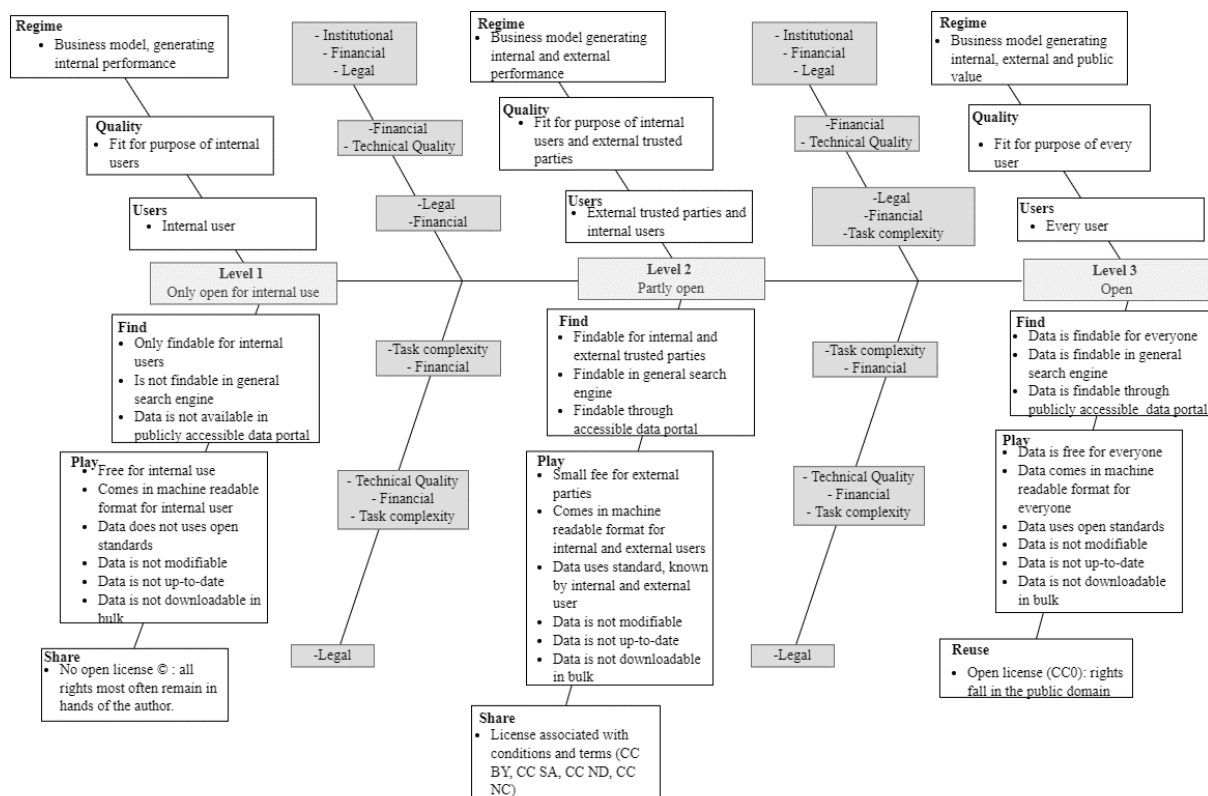 Regime
• Business model, generating
internal performance
Quality
• Fit for purpose of internal
users
Users
• Internal user
Level 1
Only open for internal use
Find
• Only findable for internal
users
• Is not findable in general
search engine
• Data is not available in
publicly accessible data portal
Play
• Free for internal use
• Comes in machine readable
format for internal user
• Data does not uses open
standards
• Data is not modifiable
• Data is not up-to-date
• Data is not downloadable in
bulk
Share
• No open license © : all
rights most often remain in
hands of the author.
- Institutional
- Financial
- Legal
-Financial
- Technical Quality
-Legal
-Financial
-Task complexity
- Financial
- Technical Quality
- Financial
- Task complexity
-Legal
Regime
• Business model generating
internal and external
performance
Quality
• Fit for purpose of internal
users and external trusted
parties
Users
• External trusted parties and
internal users
Level 2
Partly open
Find
• Findable for internal and
external trusted parties
• Findable in general search
engine
• Findable through
accessible data portal
Play
• Small fee for external
parties
• Comes in machine
readable format for
internal and external users
• Data uses standard, known
by internal and external
user
• Data is not modifiable
• Data is not up-to-date
• Data is not downloadable
in bulk
Share
• License associated with
conditions and terms (CC
BY, CC SA, CC ND, CC
NC)
- Institutional
- Financial
- Legal
-Financial
- Technical Quality
-Legal
-Financial
-Task complexity
-Task complexity
- Financial
- Technical Quality
- Financial
- Task complexity
-Legal
Regime
• Business model generating
internal, external and public
value
Quality
• Fit for purpose of every
user
Users
• Every user
Level 3
Open
Find
• Data is findable for everyone
• Data is findable in general
search engine
• Data is findable through
publicly accessible data portal
Play
• Data is free for everyone
• Data comes in machine
readable format for
everyone
• Data uses open standards
• Data is not modifiable
• Data is not up-to-date
• Data is not downloadable
in bulk
Reuse
• Open license (CC0): rights
fall in the public domain